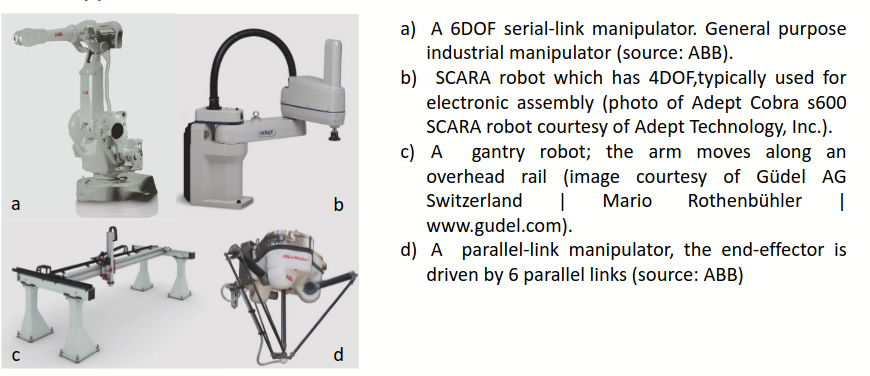 a) A 6DOF serial-link manipulator. General purpose
industrial manipulator (source: ABB).
b) SCARA robot which has 4DOF,typically used for
electronic assembly (photo of Adept Cobra s600
SCARA robot courtesy of Adept Technology, Inc.).
c) A gantry robot; the arm moves along an
overhead rail (image courtesy of Güdel AG
Switzerland | Mario Rothenbühler |
www.gudel.com).
d) A parallel-link manipulator, the end-effector is
driven by 6 parallel links (source: ABB)
adept
a
b
c
d